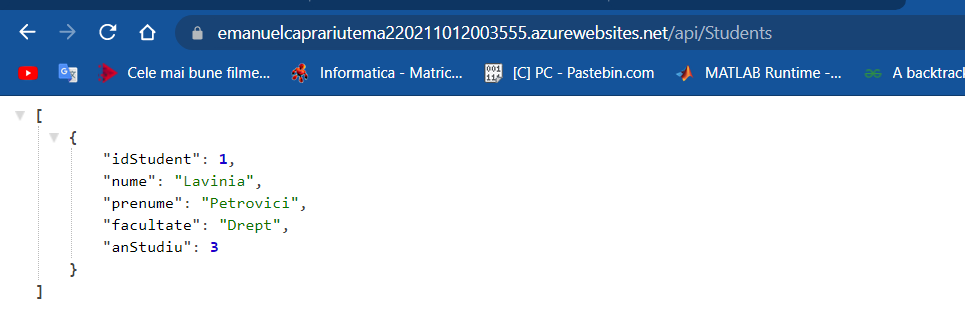 emanuelcaprariutema220211012003555.azurewebsites.net/api/Students
Cele mai bune filme... Informatica - Matric... [C] PC - Pastebin.com MATLAB Runtime -... A backtrack
[
{
"idStudent": 1,
"nume": "Lavinia",
"prenume": "Petrovici",
"facultate": "Drept",
"anStudiu": 3
}
]